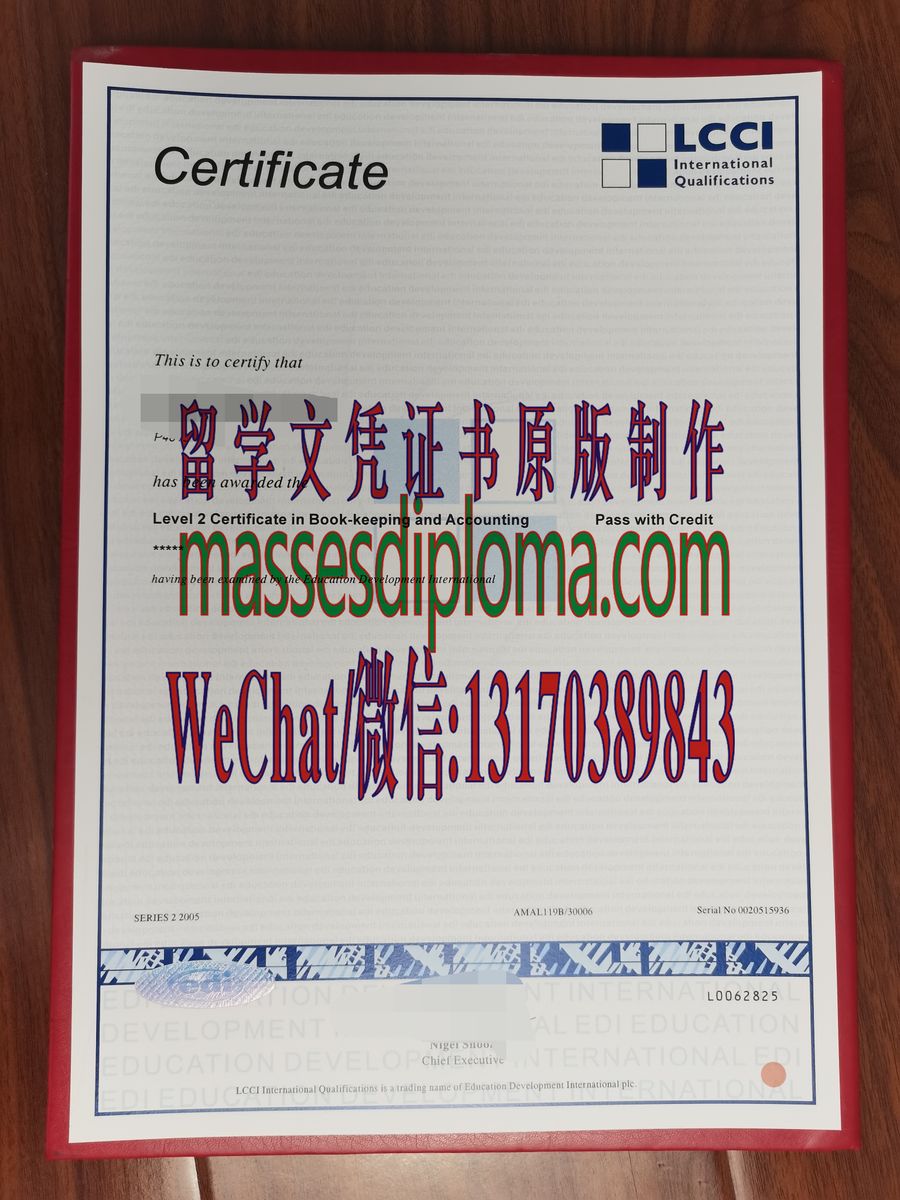 Certificate
LCCI
International
Qualifications
This is to certify that
留学文凭证书原版制作
has been awarded the
Level 2 Certificate in Book-keeping and Accounting Pass with Credit
*****
massesdiploma.com
having been examined by the Education Development International
WeChat/微信:13170389843
SERIES 2 2005 AMAL119B/30006 Serial No 0020515936
edi
L0062825
Chief Executive
LCCI International Qualifications is a trading name of Education Development International plc.